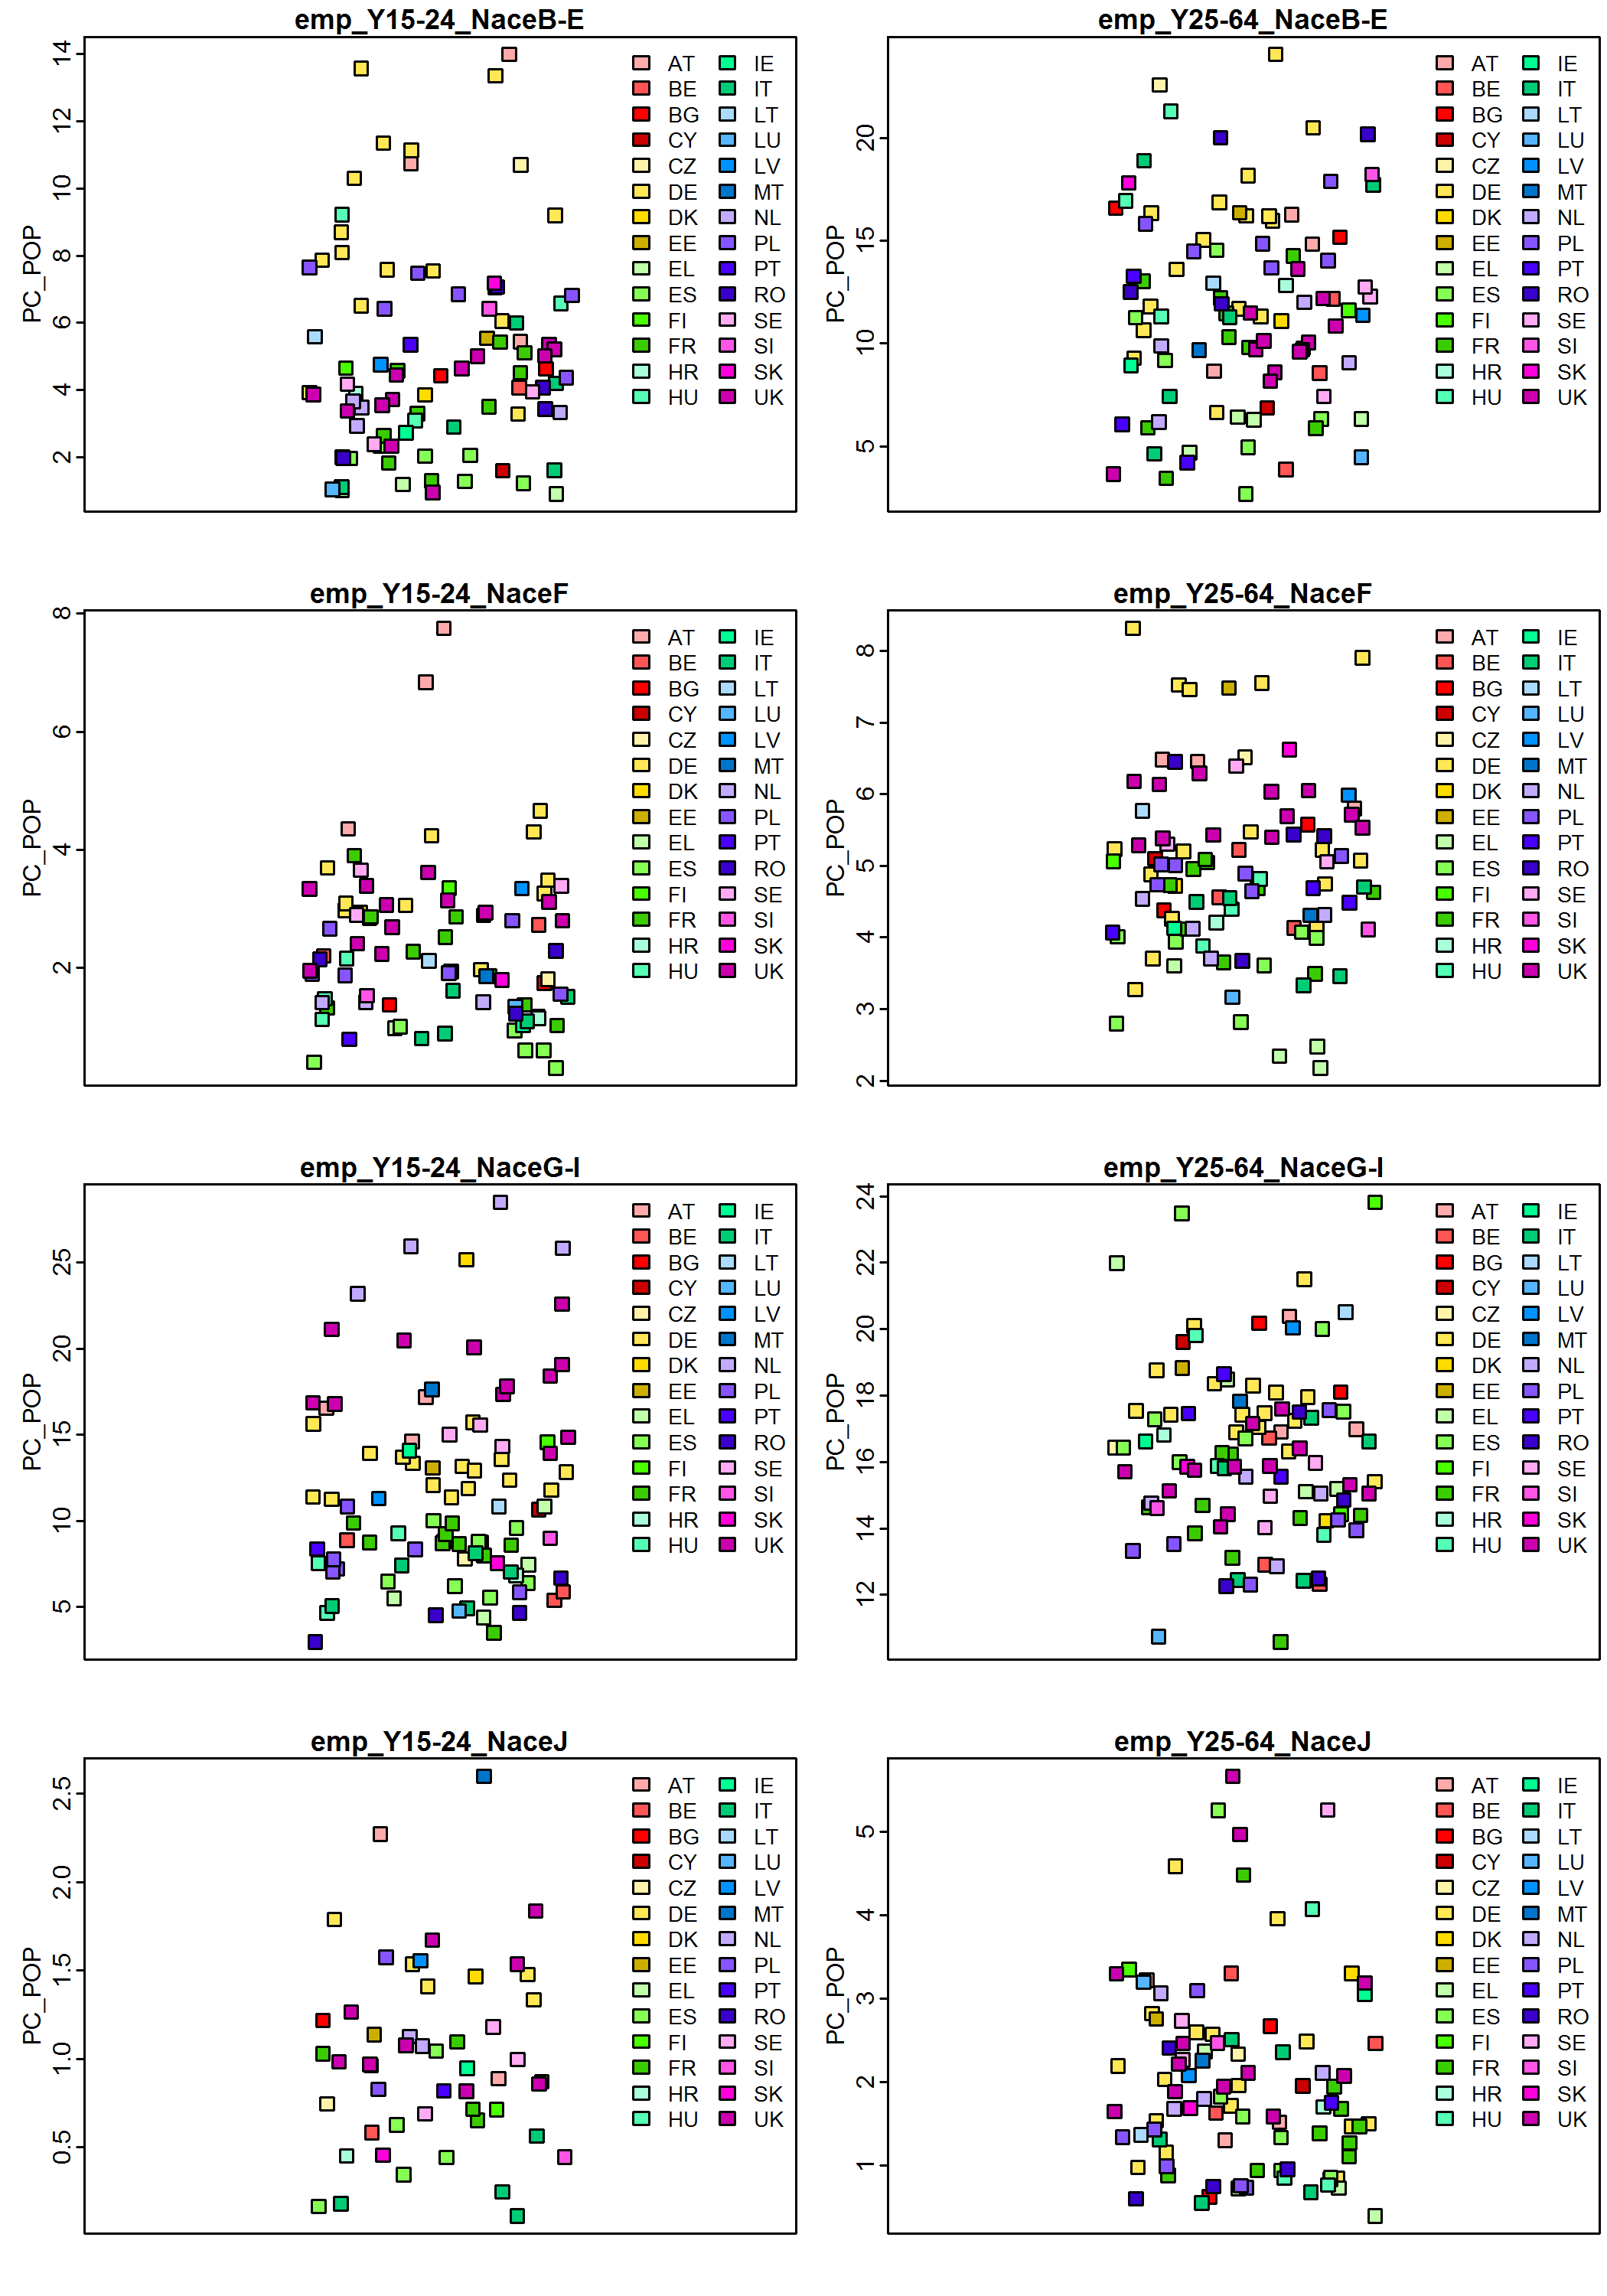 emp_Y15-24_NaceB-E
PC_POP
2 4 6 8 10 12 14
AT IE
BE IT
BG LT
CY LU
CZ LV
DE MT
DK NL
EE PL
EL PT
ES RO
FI SE
FR SI
HR SK
HU UK
emp_Y25-64_NaceB-E
PC_POP
5 10 15 20
AT IE
BE IT
BG LT
CY LU
CZ LV
DE MT
DK NL
EE PL
EL PT
ES RO
FI SE
FR SI
HR SK
HU UK
emp_Y15-24_NaceF
PC_POP
2 4 6 8
AT IE
BE IT
BG LT
CY LU
CZ LV
DE MT
DK NL
EE PL
EL PT
ES RO
FI SE
FR SI
HR SK
HU UK
emp_Y25-64_NaceF
PC_POP
2 3 4 5 6 7 8
AT IE
BE IT
BG LT
CY LU
CZ LV
DE MT
DK NL
EE PL
EL PT
ES RO
FI SE
FR SI
HR SK
HU UK
emp_Y15-24_NaceG-I
PC_POP
5 10 15 20 25
AT IE
BE IT
BG LT
CY LU
CZ LV
DE MT
DK NL
EE PL
EL PT
ES RO
FI SE
FR SI
HR SK
HU UK
emp_Y25-64_NaceG-I
PC_POP
12 14 16 18 20 22 24
AT IE
BE IT
BG LT
CY LU
CZ LV
DE MT
DK NL
EE PL
EL PT
ES RO
FI SE
FR SI
HR SK
HU UK
emp_Y15-24_NaceJ
PC_POP
0.5 1.0 1.5 2.0 2.5
AT IE
BE IT
BG LT
CY LU
CZ LV
DE MT
DK NL
EE PL
EL PT
ES RO
FI SE
FR SI
HR SK
HU UK
emp_Y25-64_NaceJ
PC_POP
1 2 3 4 5
AT IE
BE IT
BG LT
CY LU
CZ LV
DE MT
DK NL
EE PL
EL PT
ES RO
FI SE
FR SI
HR SK
HU UK